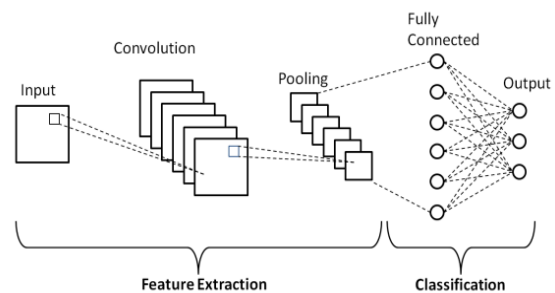 Input
Convolution
Pooling
Fully
Connected
Output
Feature Extraction
Classification